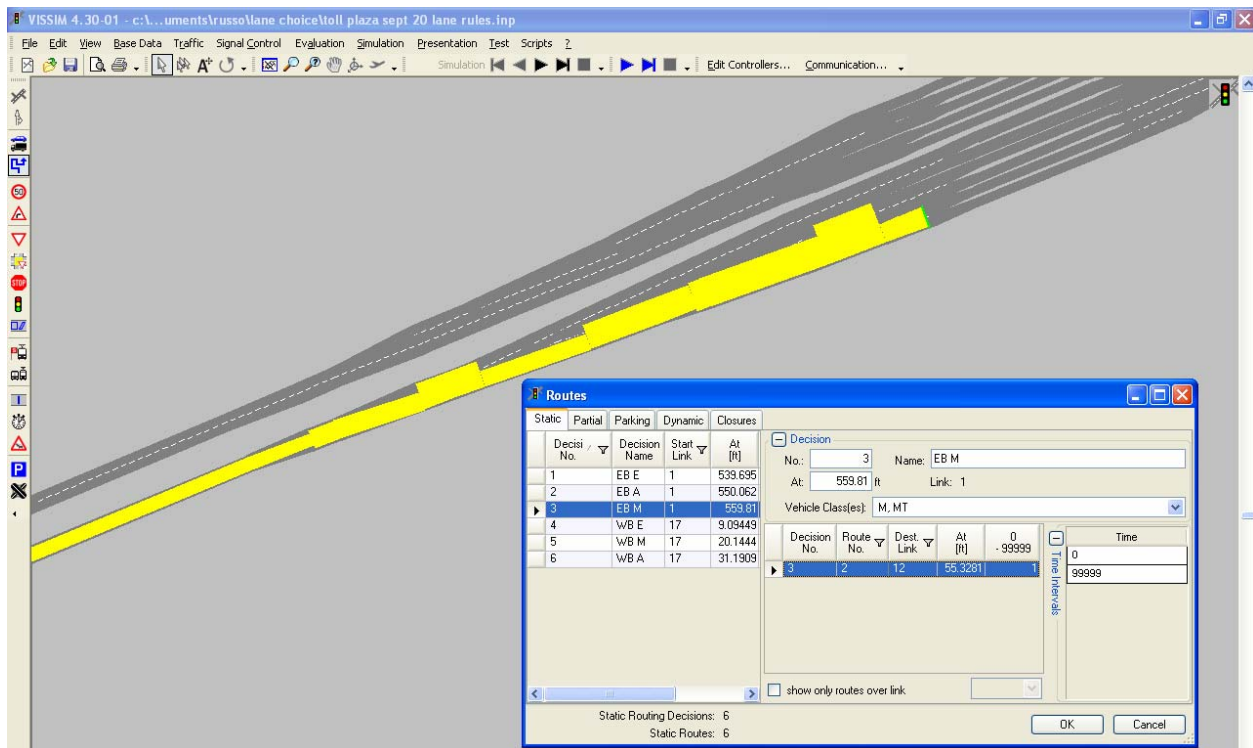 VISSIM 4.30-01 - c:\...uments\russo\lane choice\toll plaza sept 20 lane rules.inp
File Edit View Base Data Traffic Signal Control Evaluation Simulation Presentation Test Scripts ?
Simulation Edit Controllers... Communication...
50
STOP
P
Routes
Static Partial Parking Dynamic Closures
Decisi No. Decision Name Start Link At [ft]
1 EB E 1 539.695
2 EB A 1 550.062
3 EB M 1 559.81
4 WB E 17 9.09449
5 WB M 17 20.1444
6 WB A 17 31.1909
Decision
No.: 3 Name: EB M
At: 559.81 ft Link: 1
Vehicle Class(es): M, MT
Decision No. Route No. Dest. Link At [ft] 0 - 99999
3 2 12 55.3281 1
Time Intervals
Time
0
99999
show only routes over link
Static Routing Decisions: 6
Static Routes: 6
OK Cancel